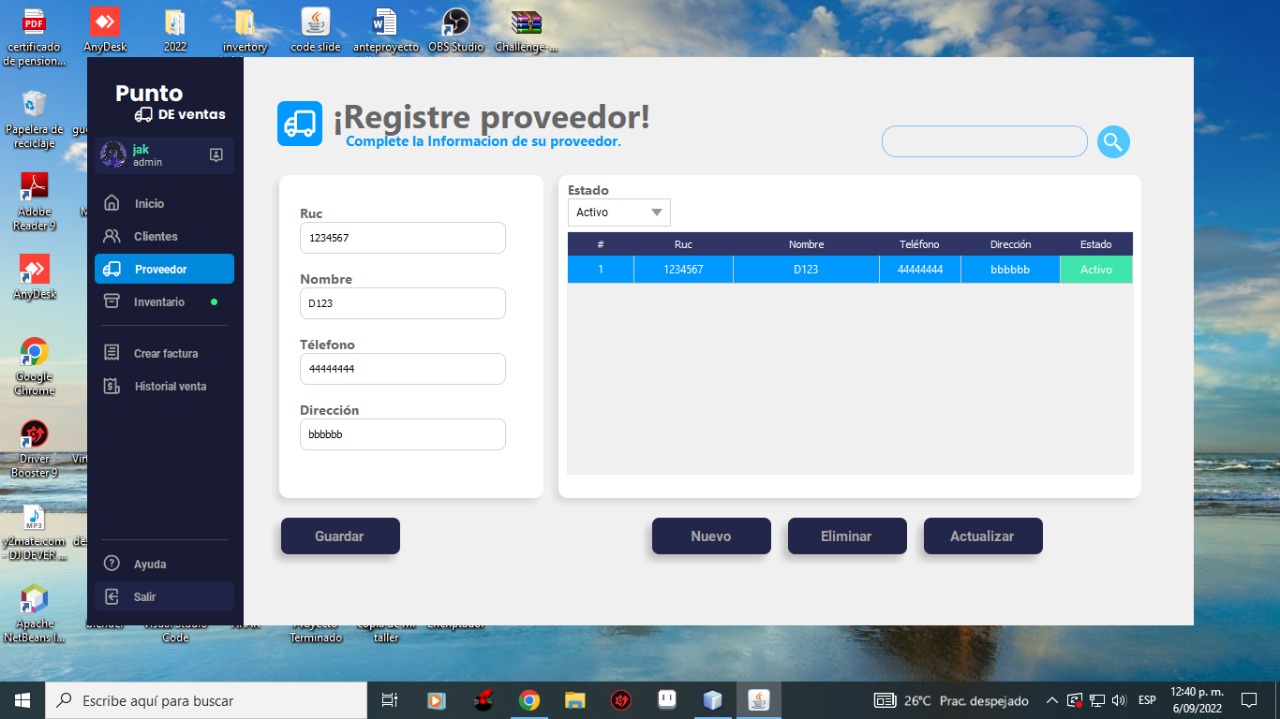 certificado
de pension...
AnyDesk
2022
invertory
code slide
anteproyecto
OBS Studio
Challenge-...
Papelera de
reciclaje
Adobe
Reader 9
AnyDesk
Google
Chrome
Driver
Booster 9
MP3
y2mate.com
- DJ DEVER ...
Apache
NetBeans I...
Punto
DE ventas
jak
admin
Inicio
Clientes
Proveedor
Inventario
Crear factura
Historial venta
Ayuda
Salir
¡Registre proveedor!
Complete la Informacion de su proveedor.
Ruc
1234567
Nombre
D123
Télefono
44444444
Dirección
bbbbbb
Guardar
Estado
Activo
# Ruc Nombre Teléfono Dirección Estado
1 1234567 D123 44444444 bbbbbb Activo
Nuevo Eliminar Actualizar
Code
Terminado
taller
Escribe aquí para buscar
26°C Prac. despejado
ESP
12:40 p. m.
6/09/2022